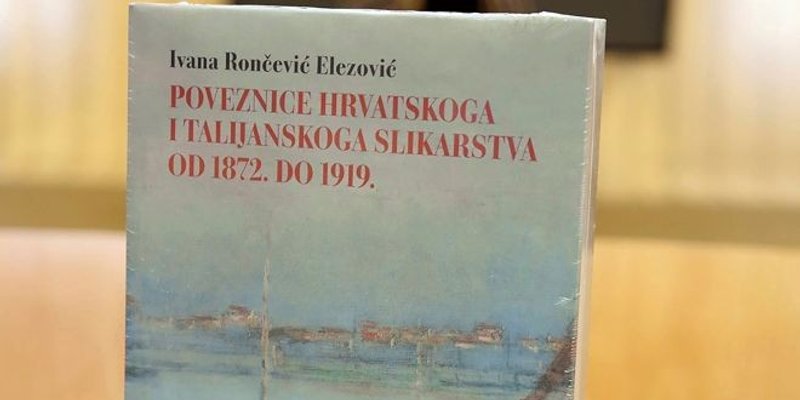 Ivana Rončević Elezović
POVEZNICE HRVATSKOGA
I TALIJANSKOGA SLIKARSTVA
OD 1872. DO 1919.